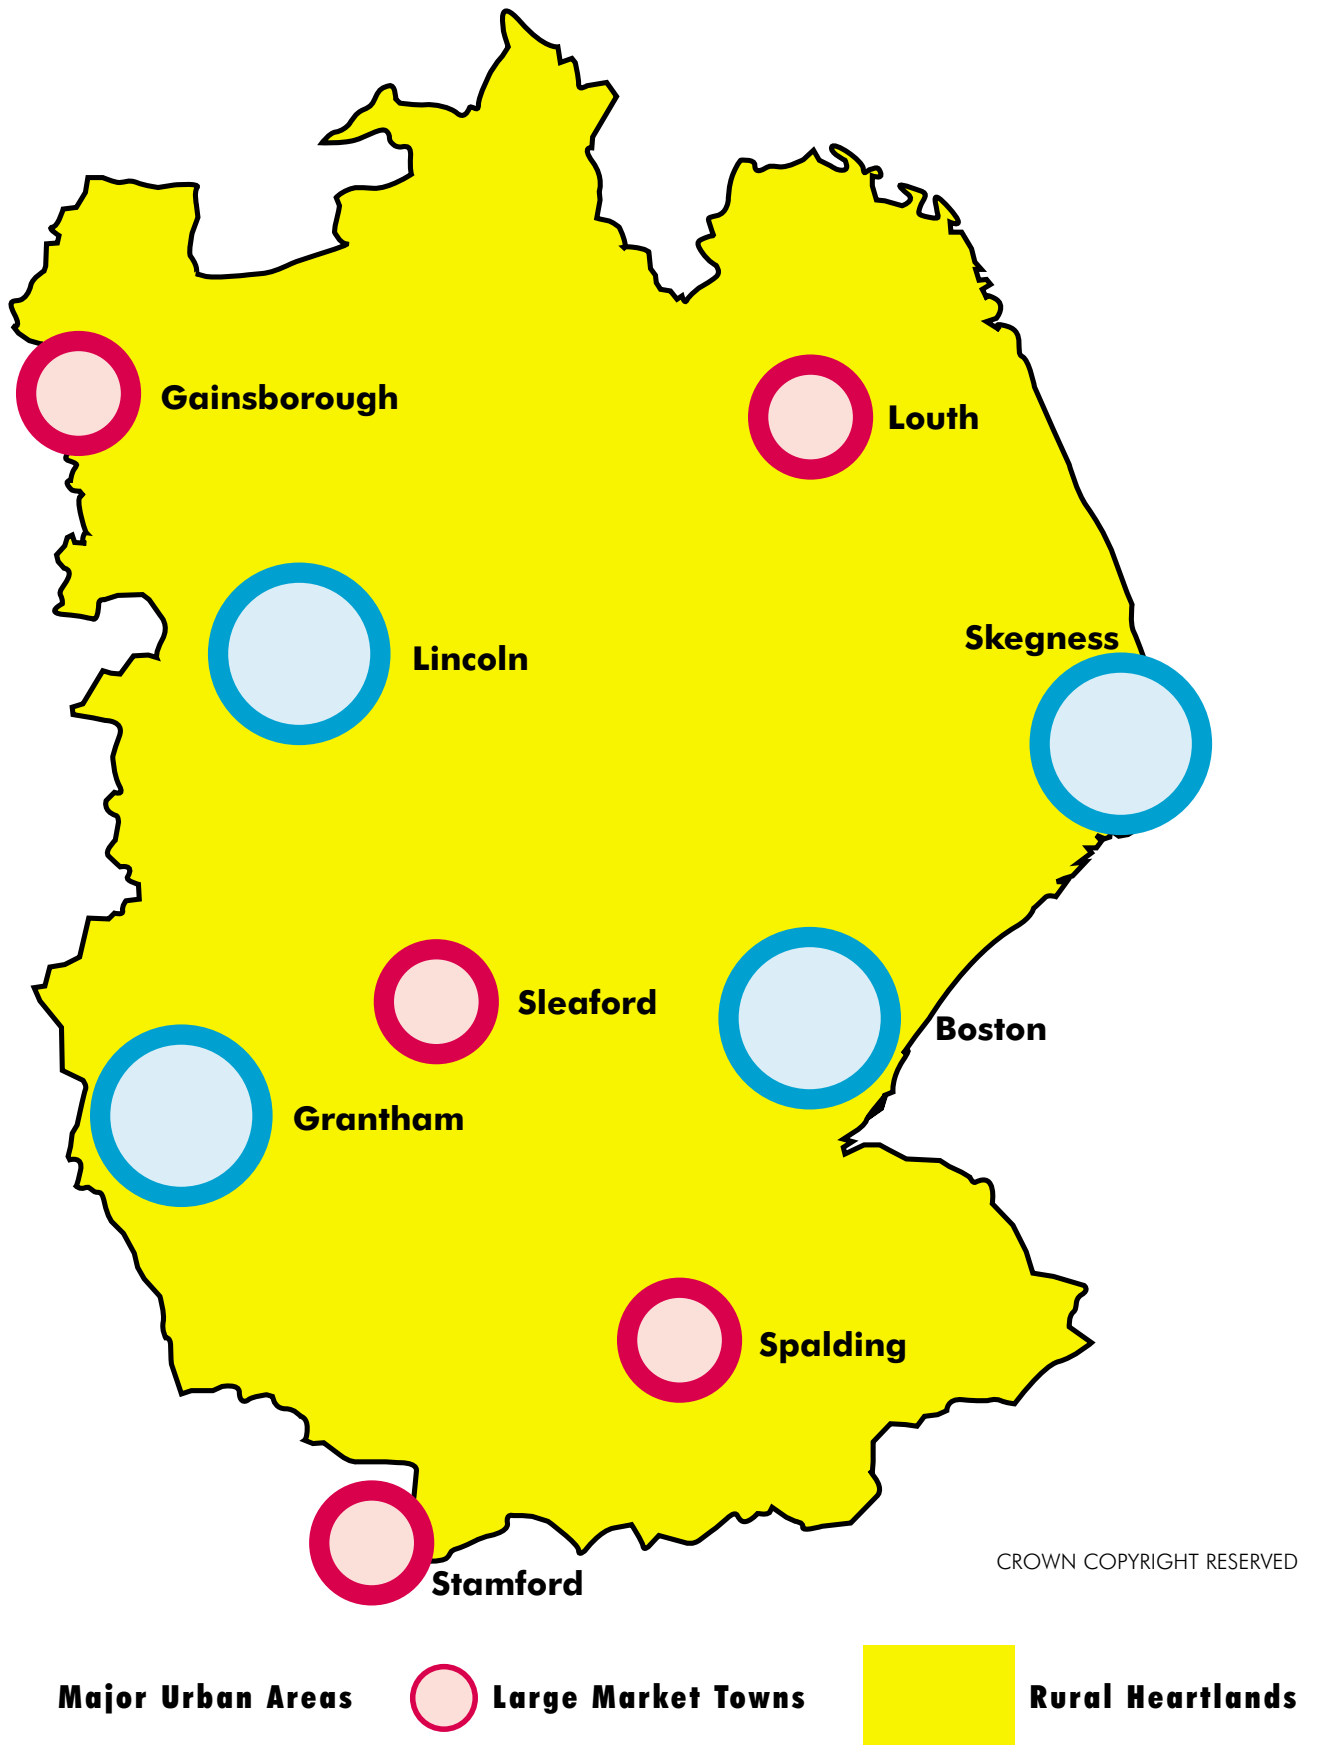 Gainsborough
Louth
Skegness
Lincoln
Sleaford
Boston
Grantham
Spalding
CROWN COPYRIGHT RESERVED
Stamford
Major Urban Areas
Large Market Towns
Rural Heartlands